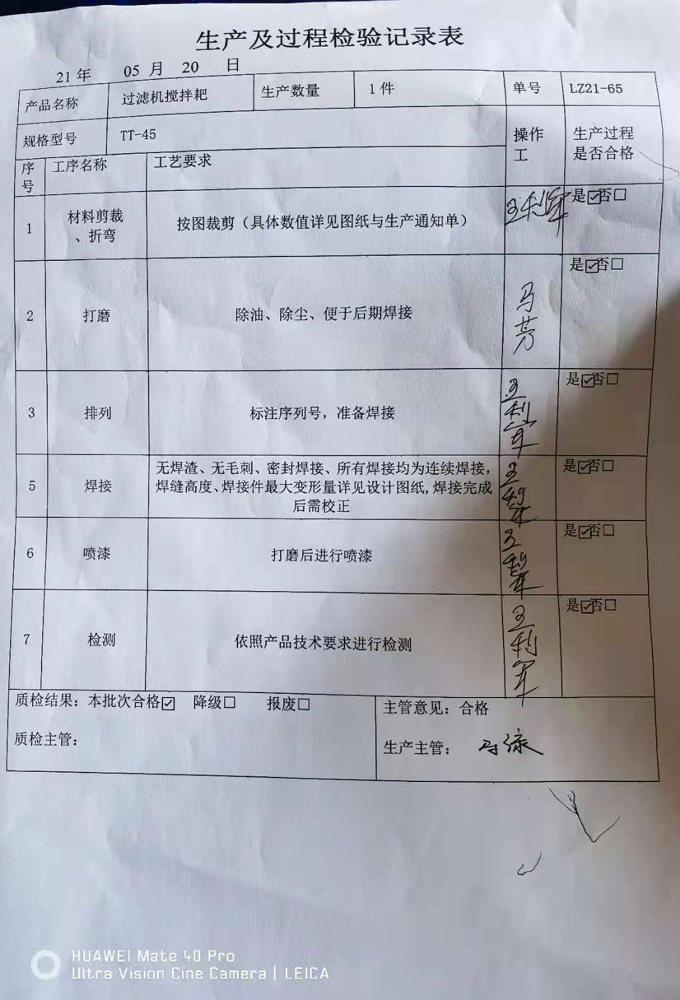 生产及过程检验记录表
21年 05 月 20 日
产品名称 过滤机搅拌耙 生产数量 1件 单号 LZ21-65
规格型号 TT-45 操作工 生产过程是否合格
序号 工序名称 工艺要求
1 材料剪裁、折弯 按图裁剪（具体数值详见图纸与生产通知单） 王利军 是☑否□
2 打磨 除油、除尘、便于后期焊接 马芳 是☑否□
3 排列 标注序列号，准备焊接 王利军 是☑否□
5 焊接 无焊渣、无毛刺、密封焊接、所有焊接均为连续焊接，
焊缝高度、焊接件最大变形量详见设计图纸,焊接完成
后需校正 王利军 是☑否□
6 喷漆 打磨后进行喷漆 王利军 是☑否□
7 检测 依照产品技术要求进行检测 王利军 是☑否□
质检结果：本批次合格☑ 降级□ 报废□
质检主管：
主管意见：合格
生产主管：
HUAWEI Mate 40 Pro
Ultra Vision Cine Camera | LEICA